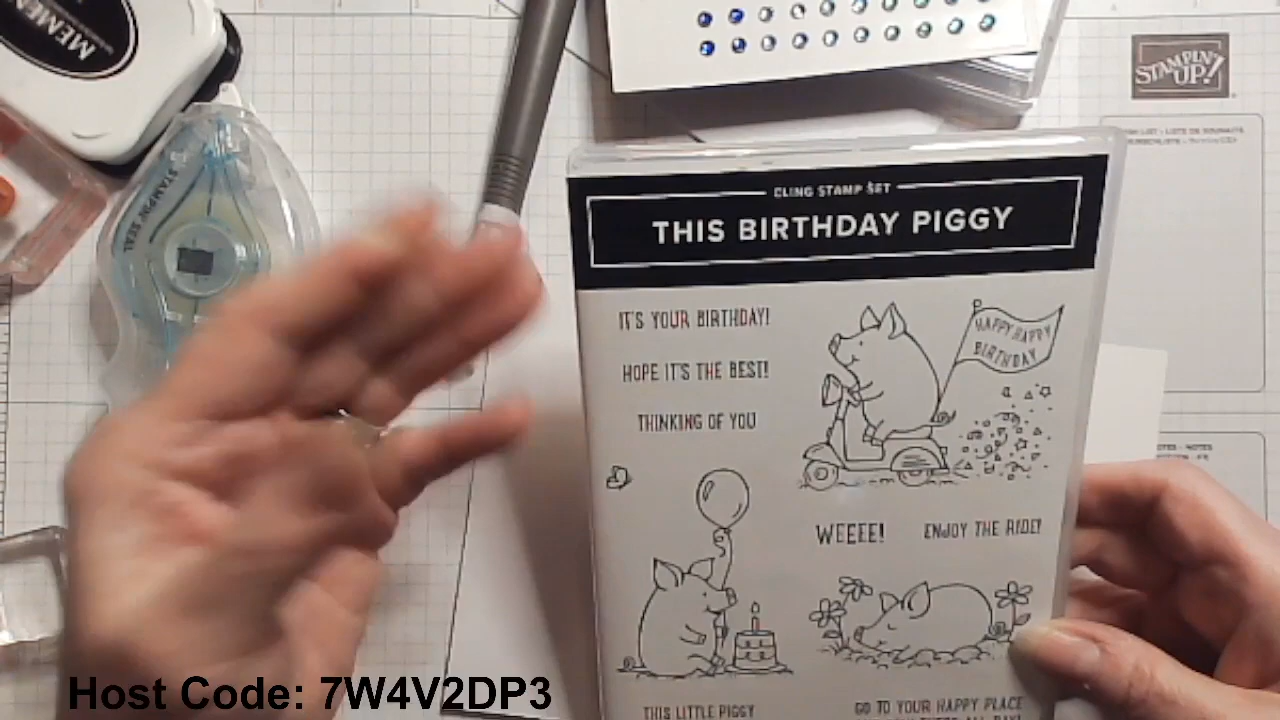 MEMEN
STAMPIN' UP!
STAMPIN' SEAL
CLING STAMP SET
THIS BIRTHDAY PIGGY
IT'S YOUR BIRTHDAY!
HOPE IT'S THE BEST!
THINKING OF YOU
HAPPY HAPPY
BIRTHDAY
WEEEE!
ENJOY THE RIDE!
THIS LITTLE PIGGY
GO TO YOUR HAPPY PLACE
Host Code: 7W4V2DP3